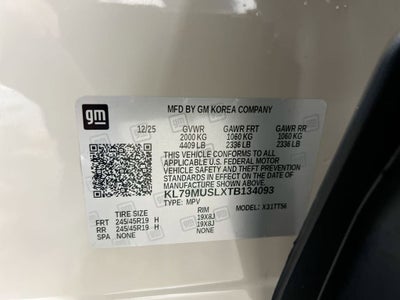 gm
MFD BY GM KOREA COMPANY
12/25 GVWR GAWR FRT GAWR RR
2000 KG 1060 KG 1060 KG
4409 LB 2336 LB 2336 LB
THIS VEHICLE CONFORMS TO ALL
APPLICABLE U.S. FEDERAL MOTOR
VEHICLE SAFETY AND THEFT PREVENTION
STANDARDS IN EFFECT ON THE DATE OF
MANUFACTURE SHOWN ABOVE.
KL79MUSLXTB134093
TYPE: MPV MODEL: X31TT56
TIRE SIZE RIM
FRT 245/45R19 H 19X8J
RR 245/45R19 H 19X8J
SPA NONE NONE